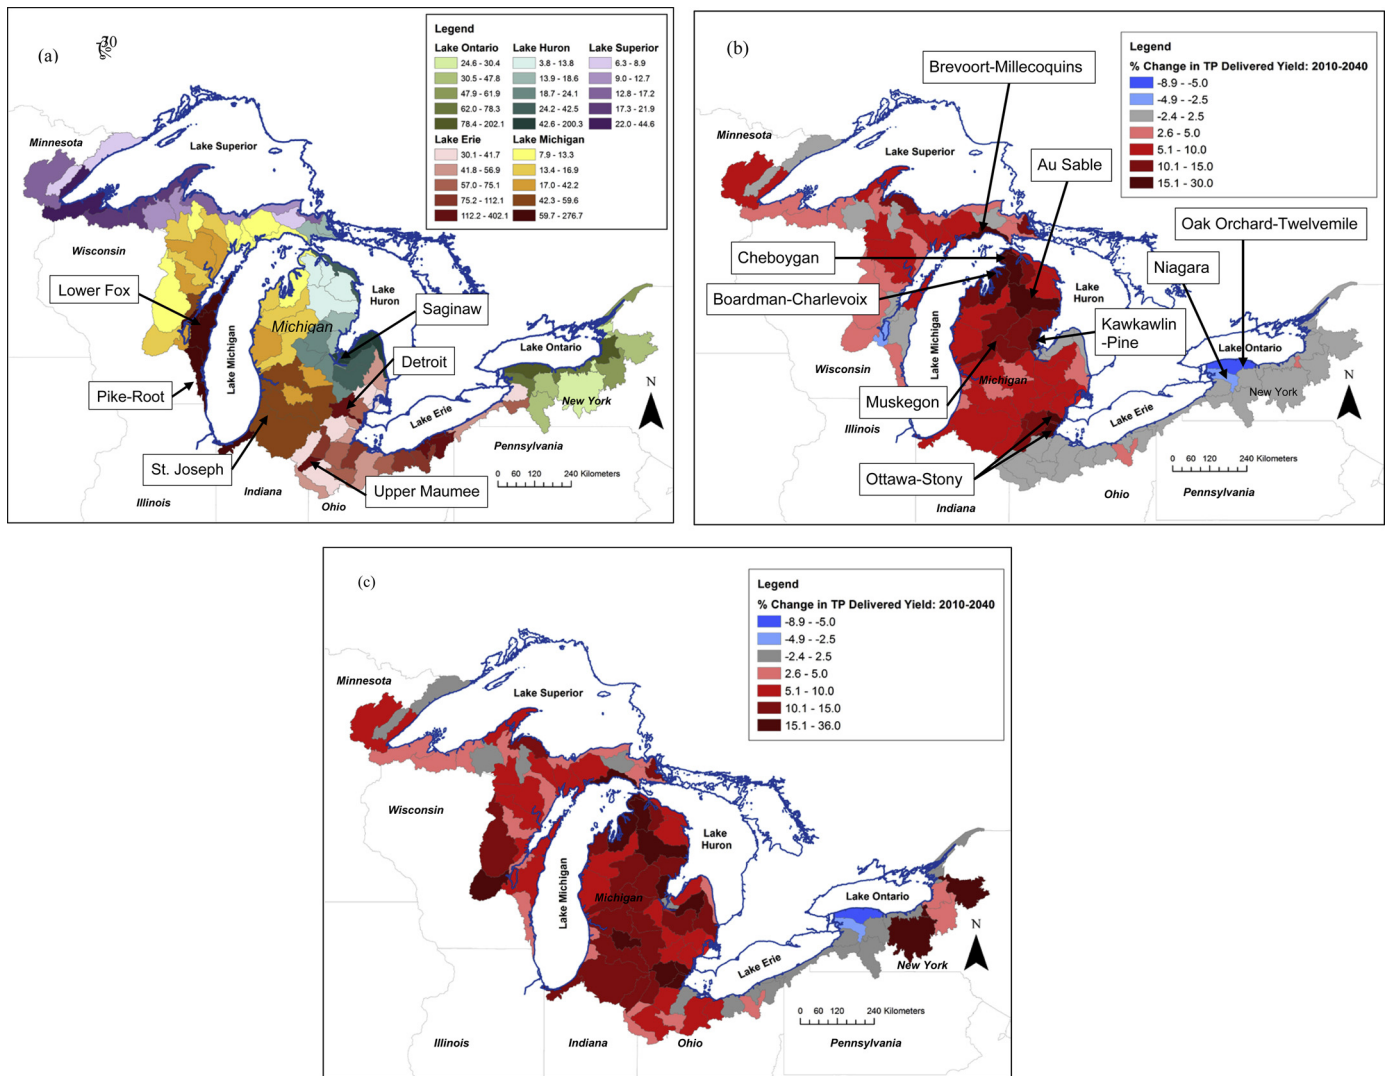 (a)
Legend
Lake Ontario Lake Huron Lake Superior
24.6 - 30.4 3.8 - 13.8 6.3 - 8.9
30.5 - 47.8 13.9 - 18.6 9.0 - 12.7
47.9 - 61.9 18.7 - 24.1 12.8 - 17.2
62.0 - 78.3 24.2 - 42.5 17.3 - 21.9
78.4 - 202.1 42.6 - 200.3 22.0 - 44.6
Lake Erie Lake Michigan
30.1 - 41.7 7.9 - 13.3
41.8 - 56.9 13.4 - 16.9
57.0 - 75.1 17.0 - 42.2
75.2 - 112.1 42.3 - 59.6
112.2 - 402.1 59.7 - 276.7
Minnesota
Lake Superior
Wisconsin
Lower Fox
Lake
Huron
Saginaw
Michigan
Lake Michigan
Detroit
Lake Ontario
Pike-Root
N
New York
Lake Erie
St. Joseph
Pennsylvania
Upper Maumee
0 60 120 240 Kilometers
Illinois
Indiana
Ohio
(b)
Legend
% Change in TP Delivered Yield: 2010-2040
-8.9 - -5.0
-4.9 - -2.5
-2.4 - 2.5
2.6 - 5.0
5.1 - 10.0
10.1 - 15.0
15.1 - 30.0
Brevoort-Millecoquins
Minnesota
Lake Superior
Au Sable
Oak Orchard-Twelvemile
Wisconsin
Cheboygan
Niagara
Boardman-Charlevoix
Lake
Huron
Kawkawlin
-Pine
Lake Michigan
Lake Ontario
Wisconsin
Michigan
New York
N
Muskegon
Lake Erie
Illinois
0 60 120 240 Kilometers
Ottawa-Stony
Ohio
Pennsylvania
Indiana
(c)
Legend
% Change in TP Delivered Yield: 2010-2040
-8.9 - -5.0
-4.9 - -2.5
-2.4 - 2.5
2.6 - 5.0
5.1 - 10.0
10.1 - 15.0
15.1 - 36.0
Minnesota
Lake Superior
Wisconsin
Lake
Huron
Lake Michigan
Michigan
Lake Ontario
N
New York
Lake Erie
0 60 120 240 Kilometers
Illinois
Indiana
Ohio
Pennsylvania